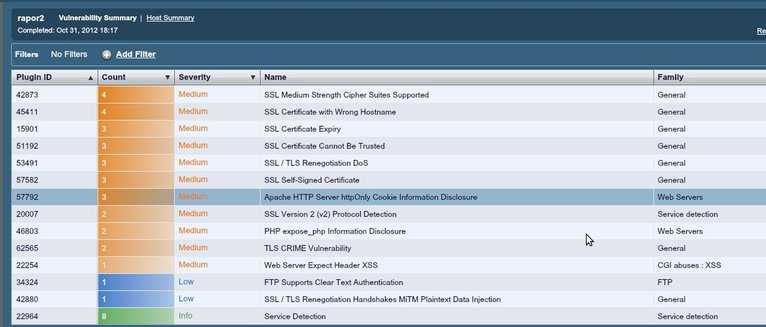 rapor2 Vulnerability Summary | Host Summary
Completed: Oct 31, 2012 18:17
Re
Filters No Filters Add Filter
Plugin ID Count Severity Name Family
42873 4 Medium SSL Medium Strength Cipher Suites Supported General
45411 4 Medium SSL Certificate with Wrong Hostname General
15901 3 Medium SSL Certificate Expiry General
51192 3 Medium SSL Certificate Cannot Be Trusted General
53491 3 Medium SSL / TLS Renegotiation DoS General
57582 3 Medium SSL Self-Signed Certificate General
57792 3 Medium Apache HTTP Server httpOnly Cookie Information Disclosure Web Servers
20007 2 Medium SSL Version 2 (v2) Protocol Detection Service detection
46803 2 Medium PHP expose_php Information Disclosure Web Servers
62565 2 Medium TLS CRIME Vulnerability General
22254 1 Medium Web Server Expect Header XSS CGI abuses : XSS
34324 1 Low FTP Supports Clear Text Authentication FTP
42880 1 Low SSL / TLS Renegotiation Handshakes MiTM Plaintext Data Injection General
22964 8 Info Service Detection Service detection